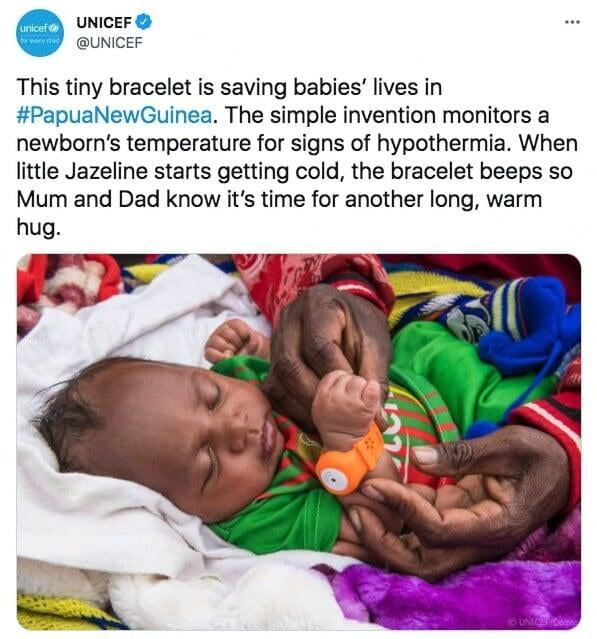 unicef
for every child
UNICEF
@UNICEF
This tiny bracelet is saving babies’ lives in
#PapuaNewGuinea. The simple invention monitors a
newborn’s temperature for signs of hypothermia. When
little Jazeline starts getting cold, the bracelet beeps so
Mum and Dad know it’s time for another long, warm
hug.
© UNICEF/